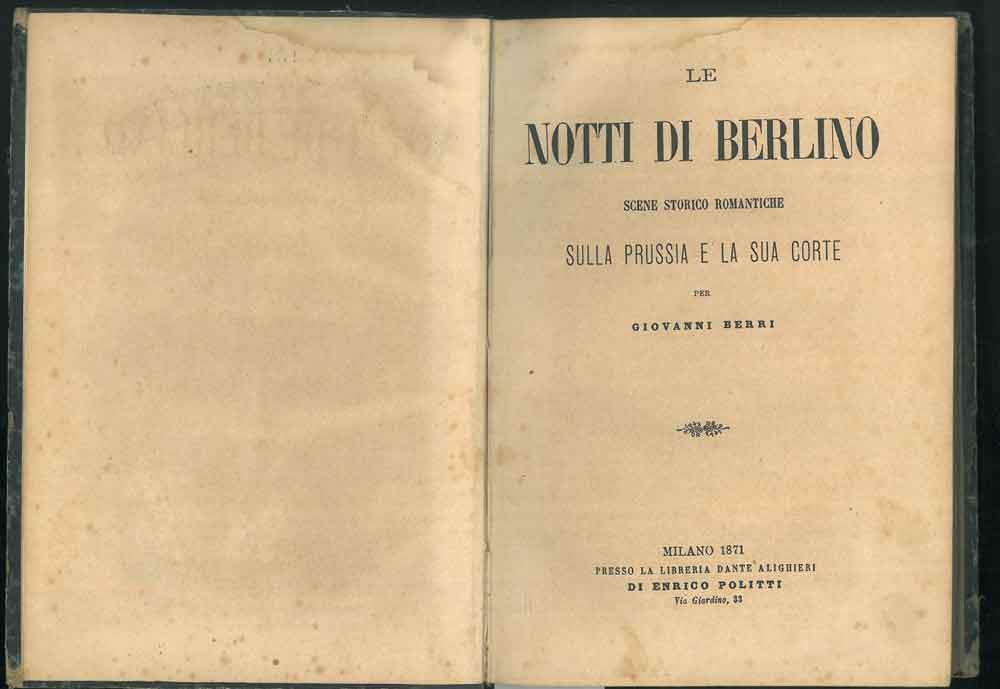 LE
NOTTI DI BERLINO
SCENE STORICO ROMANTICHE
SULLA PRUSSIA E LA SUA CORTE
PER
GIOVANNI BERRI
MILANO 1871
PRESSO LA LIBRERIA DANTE ALIGHIERI
DI ENRICO POLITTI
Via Giardino, 33